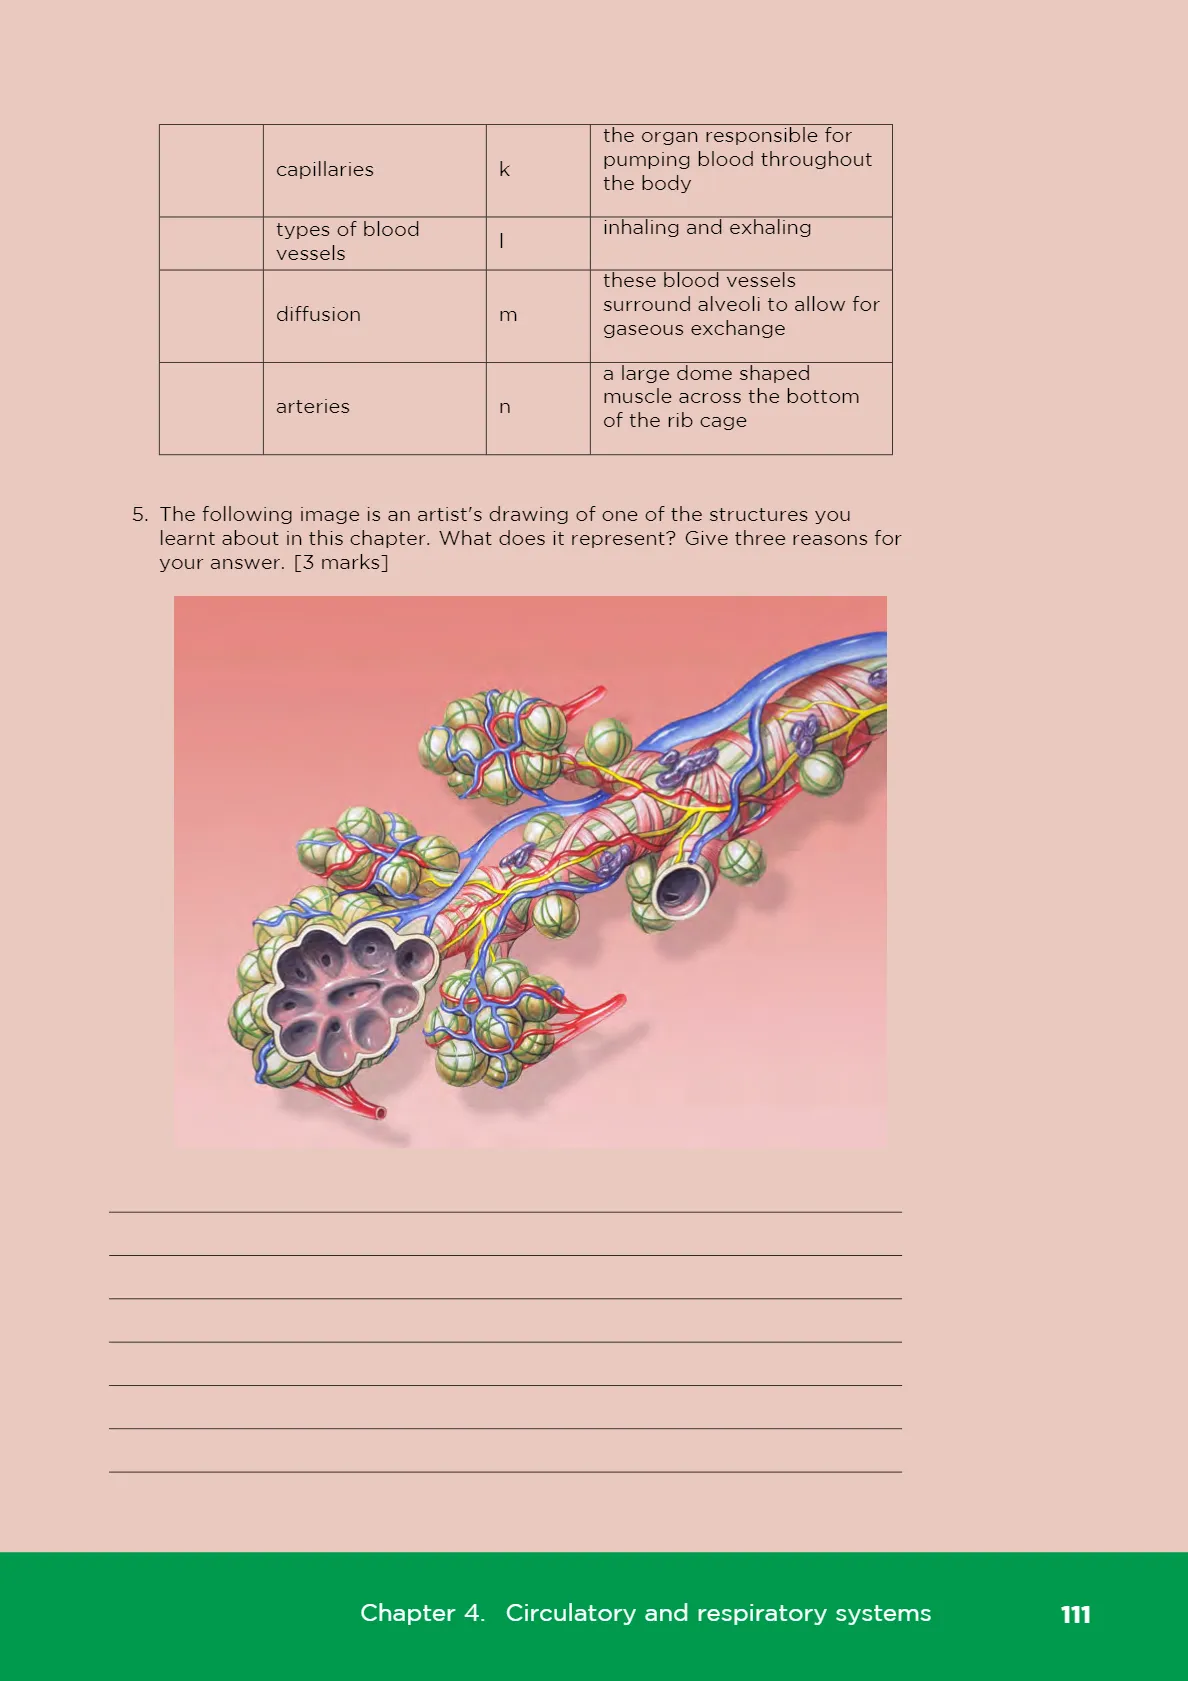 capillaries
k
the organ responsible for
pumping blood throughout
the body
types of blood
vessels
l
inhaling and exhaling
diffusion
m
these blood vessels
surround alveoli to allow for
gaseous exchange
arteries
n
a large dome shaped
muscle across the bottom
of the rib cage
5. The following image is an artist's drawing of one of the structures you
learnt about in this chapter. What does it represent? Give three reasons for
your answer. [3 marks]
Chapter 4. Circulatory and respiratory systems
111